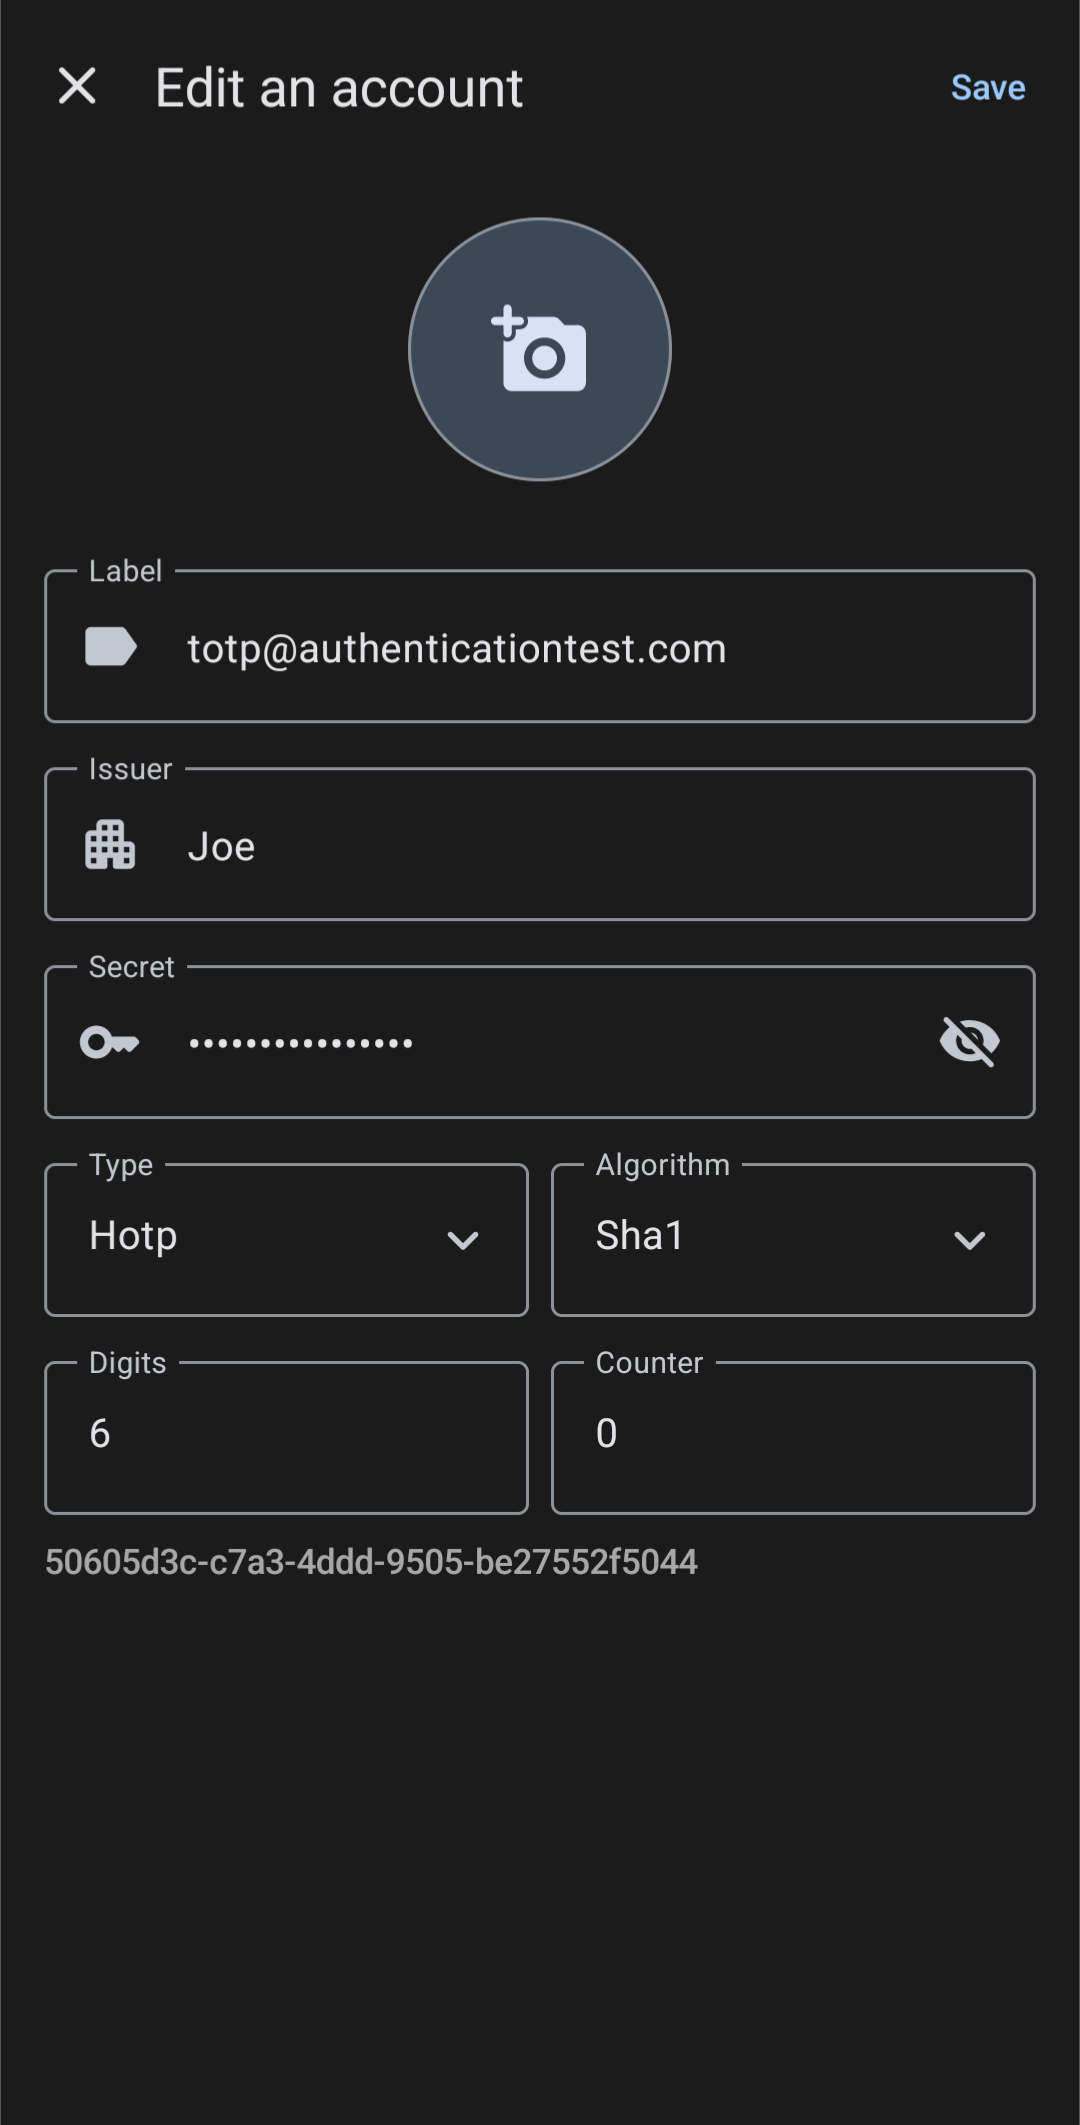 Edit an account
Save
Label
totp@authenticationtest.com
Issuer
Joe
Secret
••••••••••••••••
Type
Hotp
Algorithm
Sha1
Digits
6
Counter
0
50605d3c-c7a3-4ddd-9505-be27552f5044